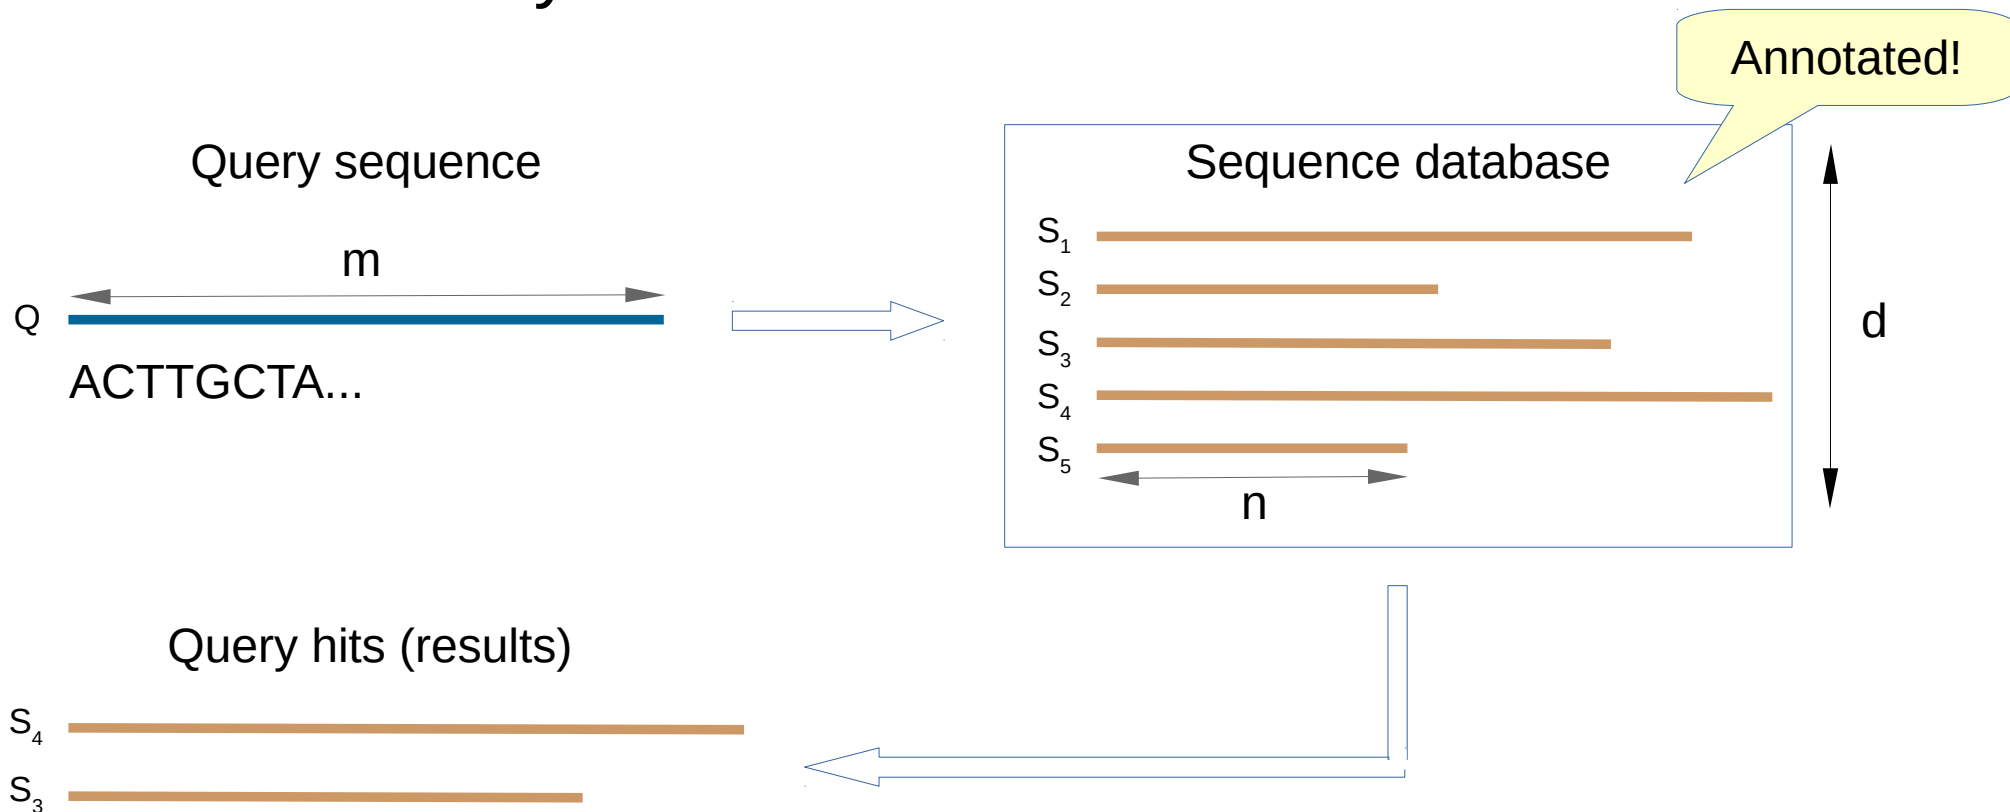 Annotated!
Query sequence
m
Q
ACTTGCTA...
Sequence database
S1
S2
S3
S4
S5
n
d
Query hits (results)
S4
S3